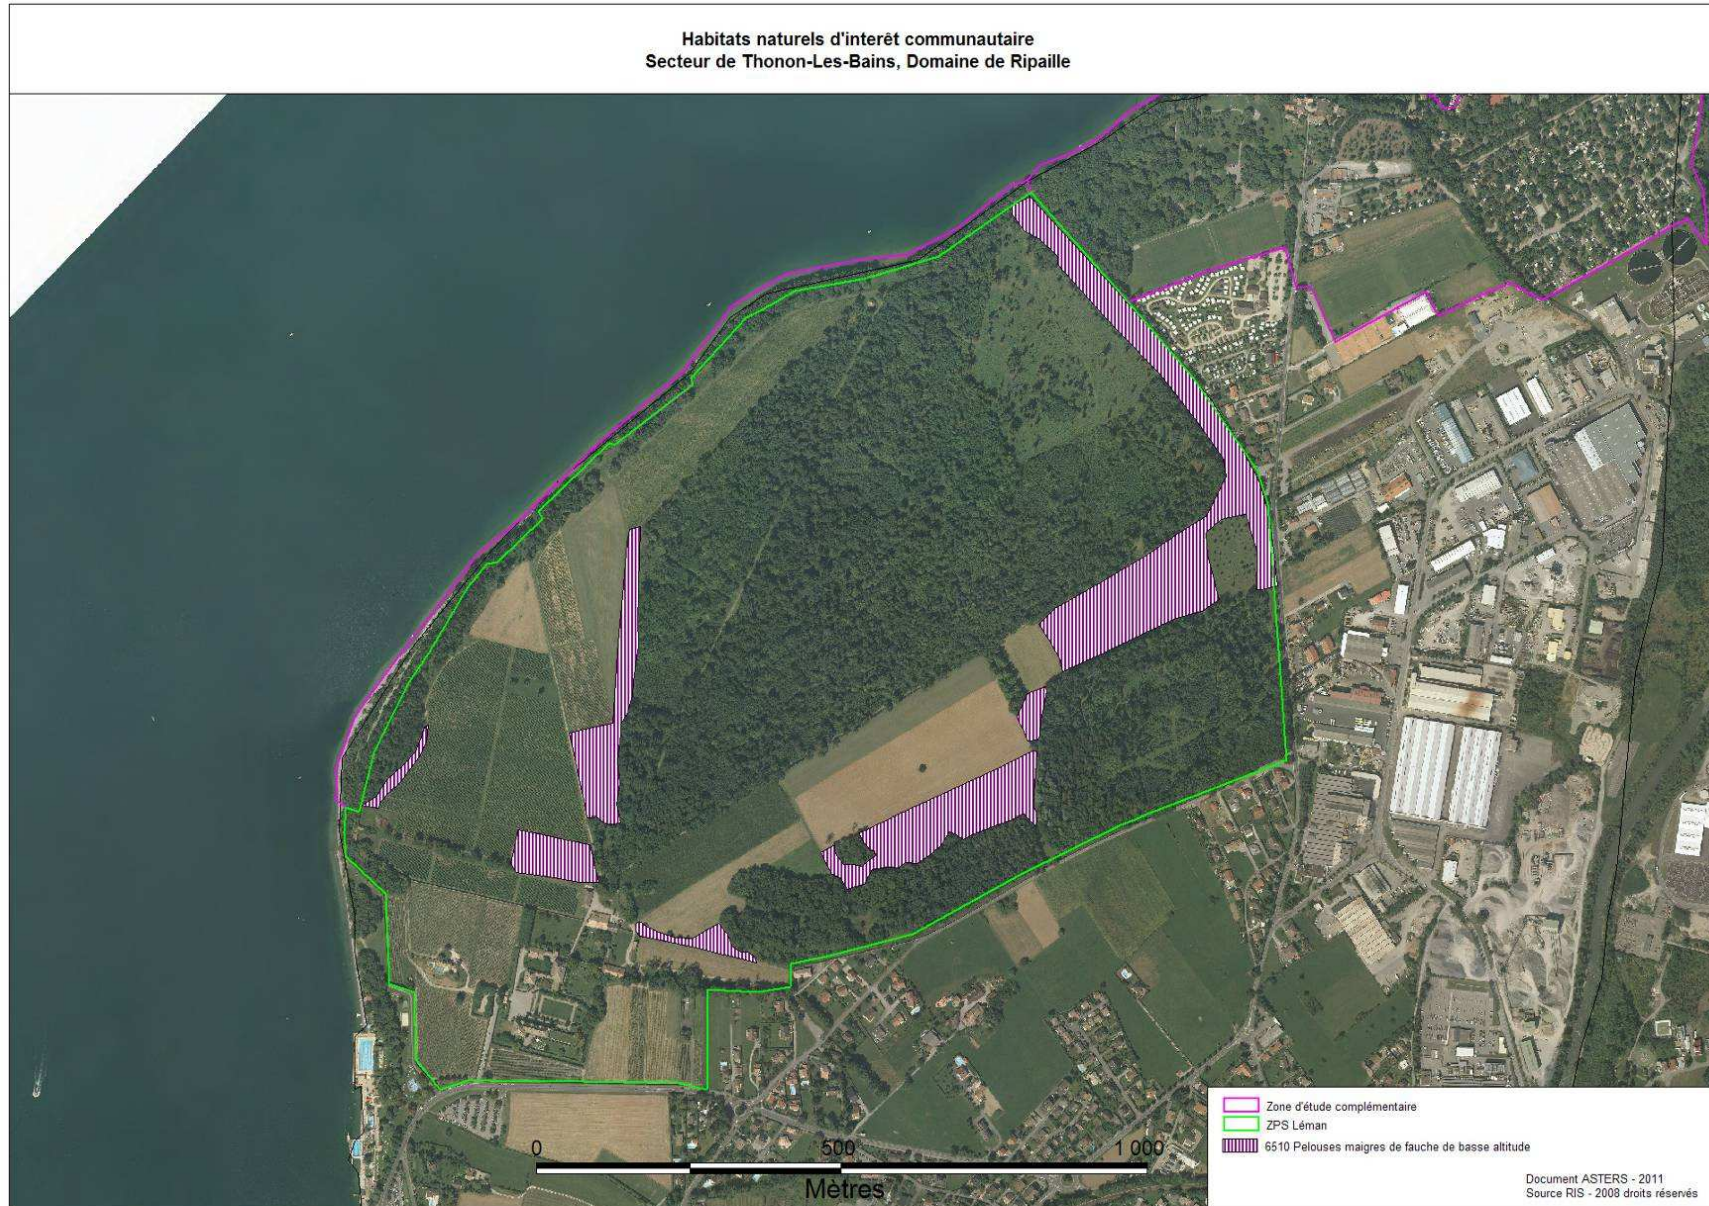 Habitats naturels d'interêt communautaire
Secteur de Thonon-Les-Bains, Domaine de Ripaille
0 500 1 000
Mètres
Zone d'étude complémentaire
ZPS Léman
6510 Pelouses maigres de fauche de basse altitude
Document ASTERS - 2011
Source RIS - 2008 droits réservés